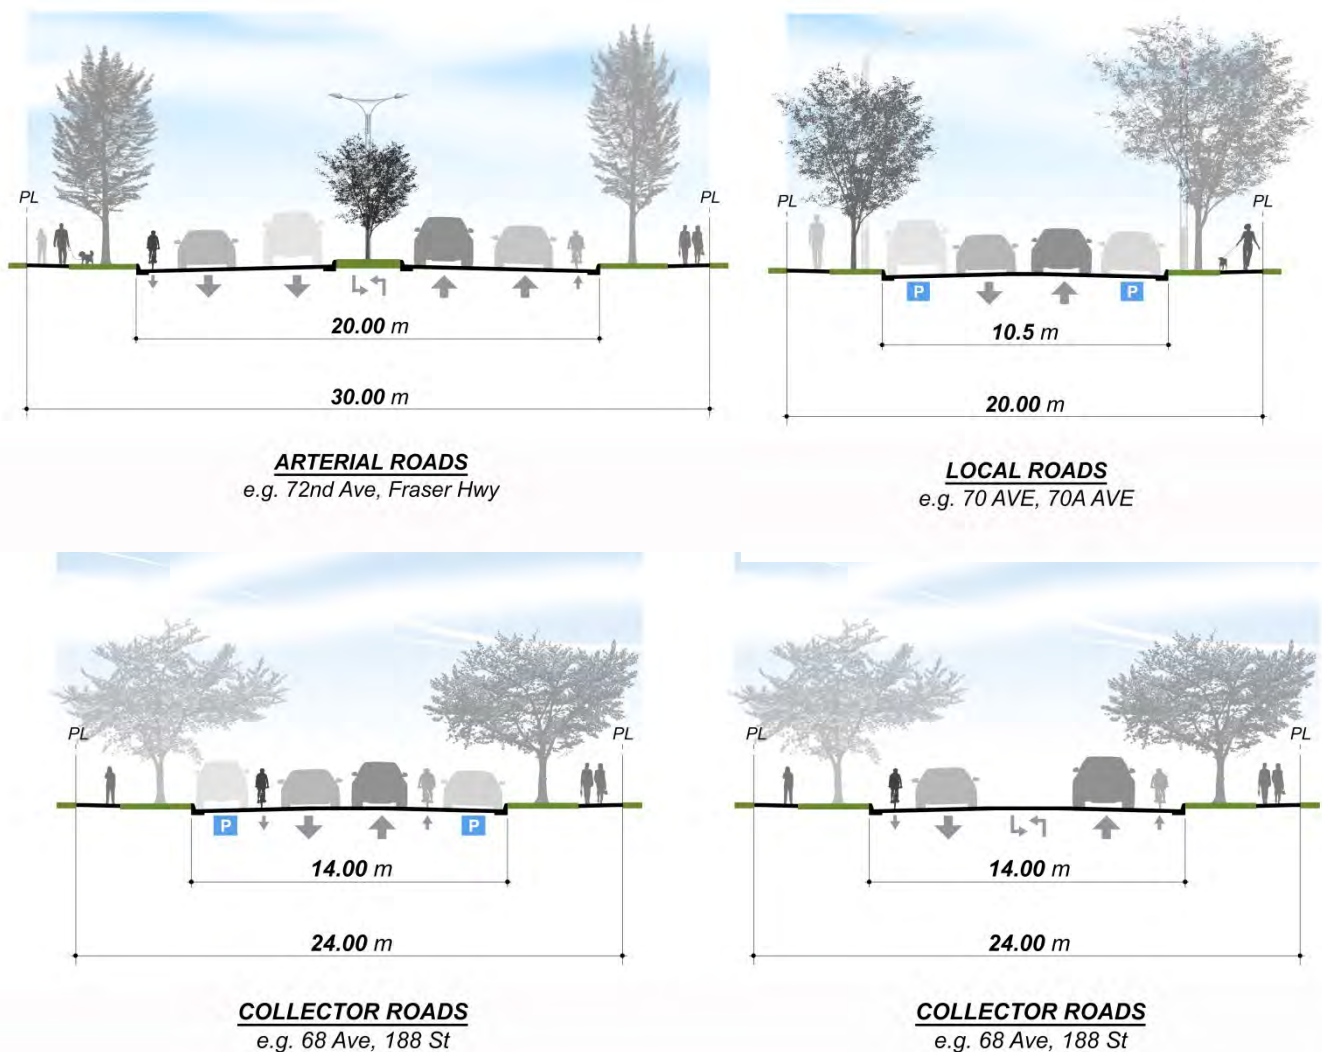 PL
PL
20.00 m
30.00 m
ARTERIAL ROADS
e.g. 72nd Ave, Fraser Hwy
PL
PL
P
P
10.5 m
20.00 m
LOCAL ROADS
e.g. 70 AVE, 70A AVE
PL
PL
P
P
14.00 m
24.00 m
COLLECTOR ROADS
e.g. 68 Ave, 188 St
PL
PL
14.00 m
24.00 m
COLLECTOR ROADS
e.g. 68 Ave, 188 St